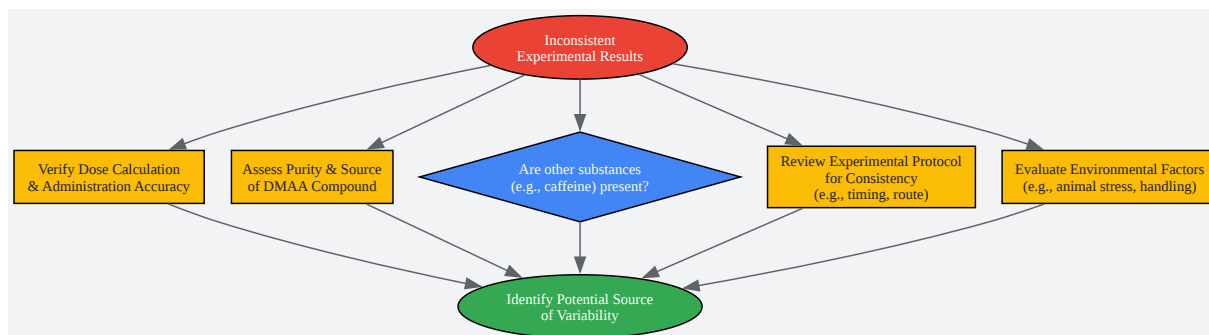 Inconsistent
Experimental Results
Verify Dose Calculation
& Administration Accuracy
Assess Purity & Source
of DMAA Compound
Are other substances
(e.g., caffeine) present?
Review Experimental Protocol
for Consistency
(e.g., timing, route)
Evaluate Environmental Factors
(e.g., animal stress, handling)
Identify Potential Source
of Variability